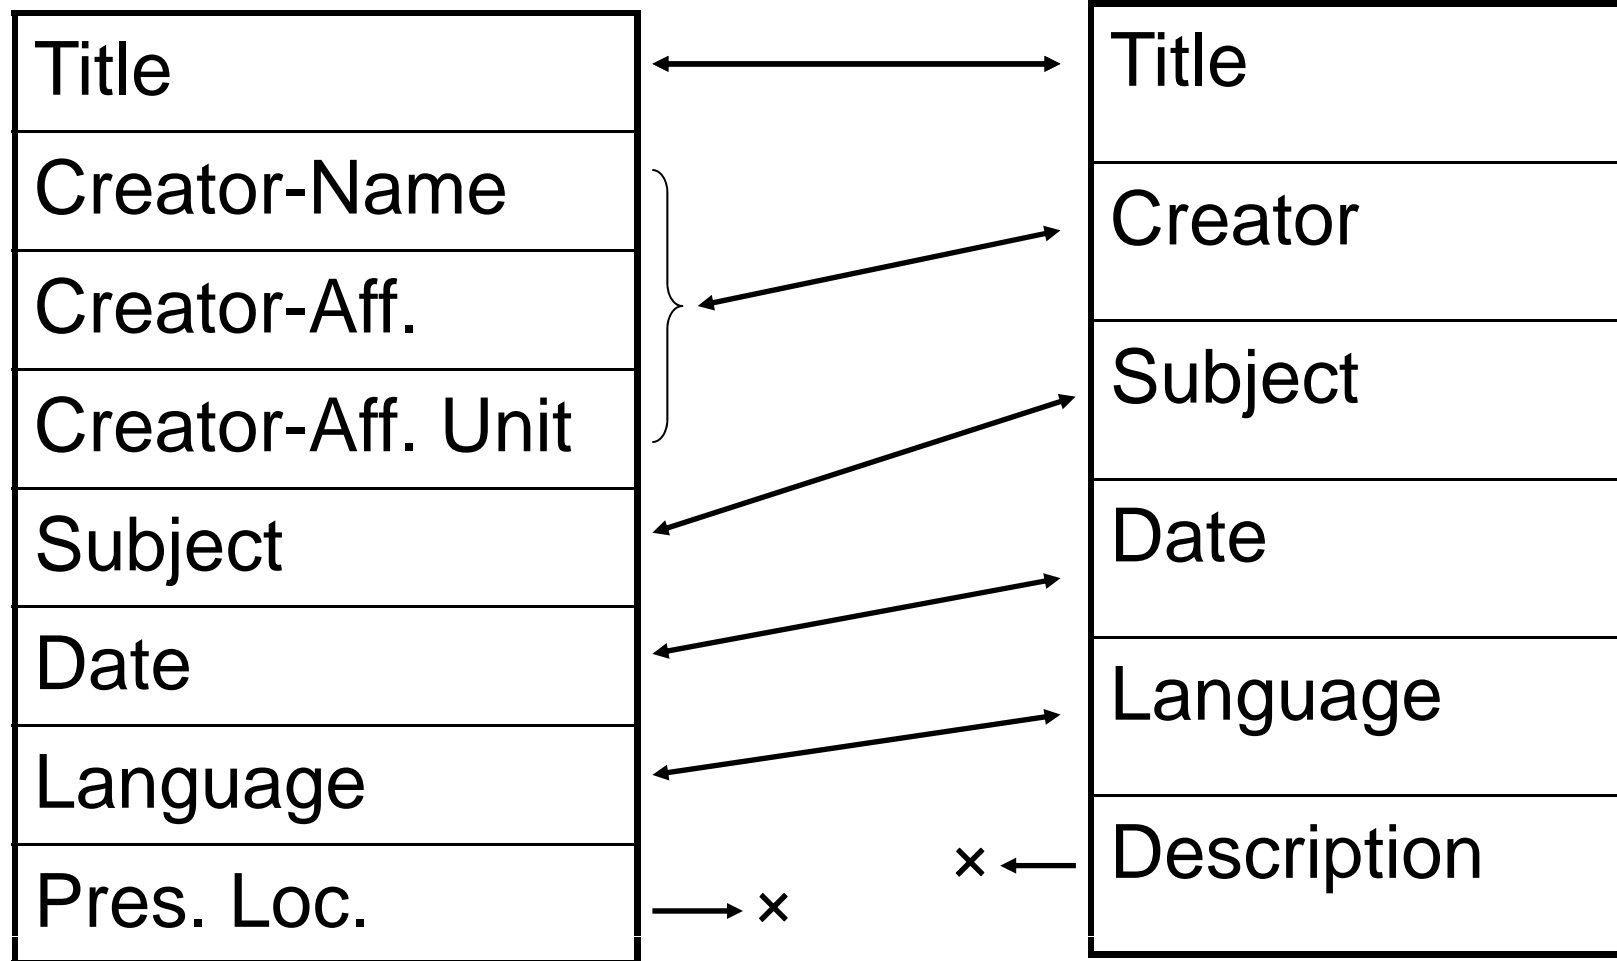 Title
Creator-Name
Creator-Aff.
Creator-Aff. Unit
Subject
Date
Language
Pres. Loc.
×
Title
Creator
Subject
Date
Language
Description
×